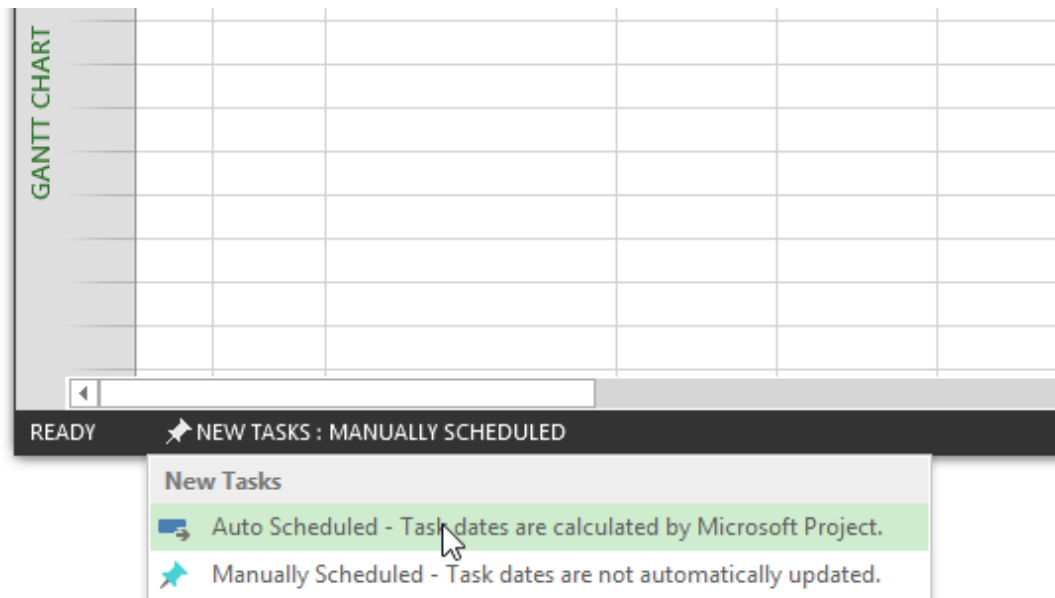 GANTT CHART
READY NEW TASKS : MANUALLY SCHEDULED
New Tasks
Auto Scheduled - Task dates are calculated by Microsoft Project.
Manually Scheduled - Task dates are not automatically updated.